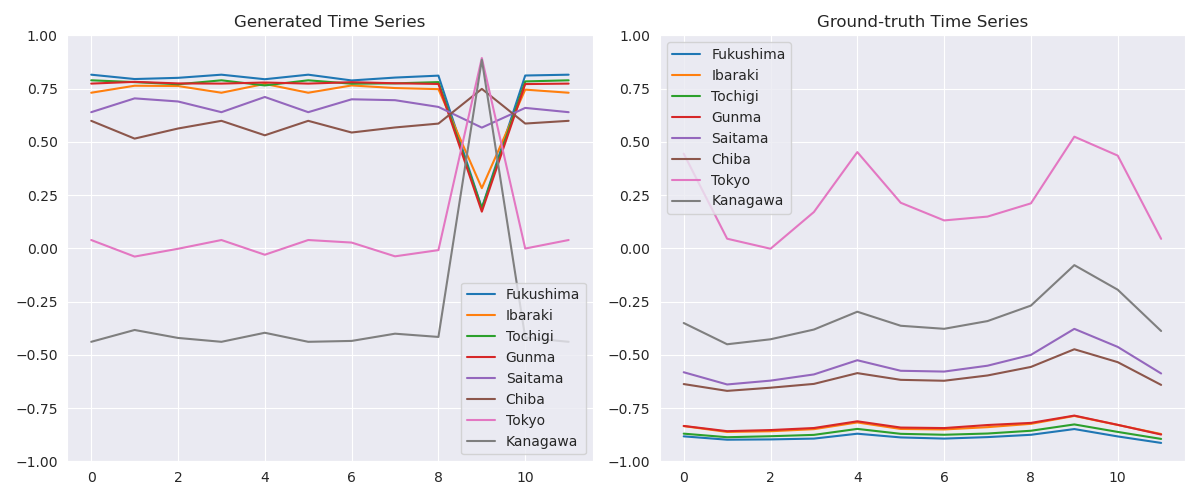 Generated Time Series
1.00
0.75
0.50
0.25
0.00
−0.25
−0.50
−0.75
−1.00
0 2 4 6 8 10
Fukushima
Ibaraki
Tochigi
Gunma
Saitama
Chiba
Tokyo
Kanagawa
Ground-truth Time Series
1.00
0.75
0.50
0.25
0.00
−0.25
−0.50
−0.75
−1.00
0 2 4 6 8 10
Fukushima
Ibaraki
Tochigi
Gunma
Saitama
Chiba
Tokyo
Kanagawa